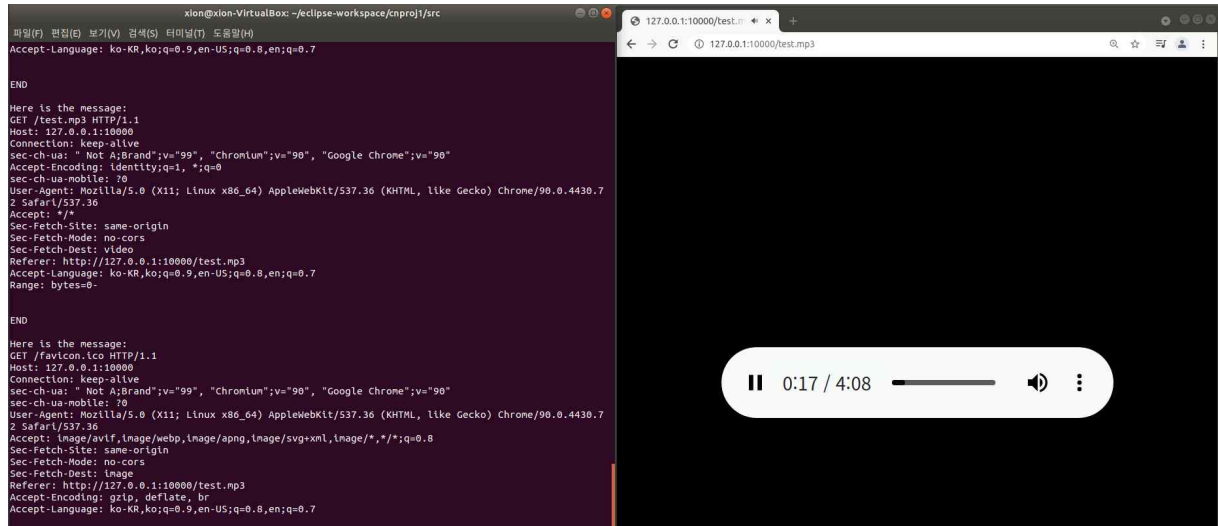 xion@xion-VirtualBox: ~/eclipse-workspace/cnproj1/src
파일(F) 편집(E) 보기(V) 검색(S) 터미널(T) 도움말(H)
Accept-Language: ko-KR,ko;q=0.9,en-US;q=0.8,en;q=0.7
END
Here is the message:
GET /test.mp3 HTTP/1.1
Host: 127.0.0.1:10000
Connection: keep-alive
sec-ch-ua: " Not A;Brand";v="99", "Chromium";v="90", "Google Chrome";v="90"
Accept-Encoding: identity;q=1, *;q=0
sec-ch-ua-mobile: ?0
User-Agent: Mozilla/5.0 (X11; Linux x86_64) AppleWebKit/537.36 (KHTML, like Gecko) Chrome/90.0.4430.7
2 Safari/537.36
Accept: */*
Sec-Fetch-Site: same-origin
Sec-Fetch-Mode: no-cors
Sec-Fetch-Dest: video
Referer: http://127.0.0.1:10000/test.mp3
Accept-Language: ko-KR,ko;q=0.9,en-US;q=0.8,en;q=0.7
Range: bytes=0-
END
Here is the message:
GET /favicon.ico HTTP/1.1
Host: 127.0.0.1:10000
Connection: keep-alive
sec-ch-ua: " Not A;Brand";v="99", "Chromium";v="90", "Google Chrome";v="90"
sec-ch-ua-mobile: ?0
User-Agent: Mozilla/5.0 (X11; Linux x86_64) AppleWebKit/537.36 (KHTML, like Gecko) Chrome/90.0.4430.7
2 Safari/537.36
Accept: image/avif,image/webp,image/apng,image/svg+xml,image/*,*/*;q=0.8
Sec-Fetch-Site: same-origin
Sec-Fetch-Mode: no-cors
Sec-Fetch-Dest: image
Referer: http://127.0.0.1:10000/test.mp3
Accept-Encoding: gzip, deflate, br
Accept-Language: ko-KR,ko;q=0.9,en-US;q=0.8,en;q=0.7
127.0.0.1:10000/test.m
127.0.0.1:10000/test.mp3
0:17 / 4:08